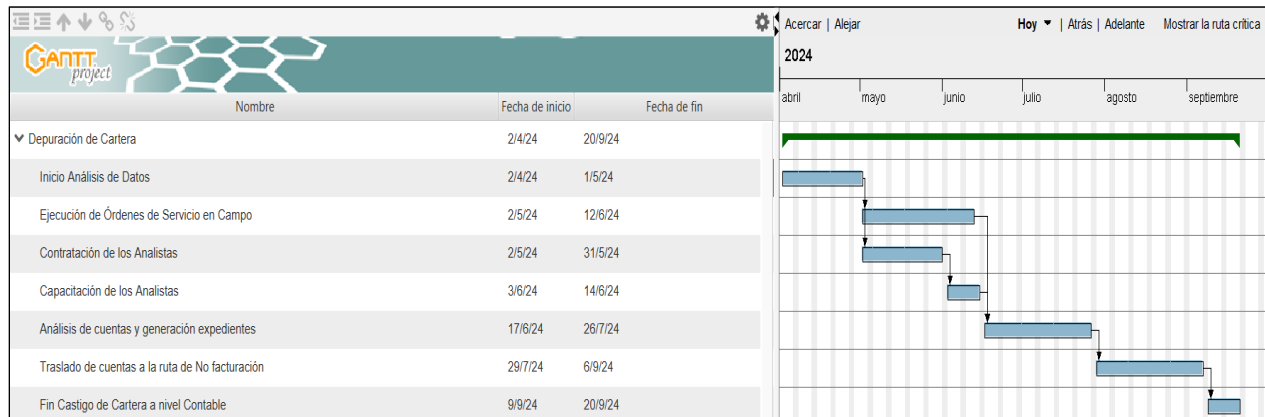 Acercar | Alejar Hoy | Atrás | Adelante Mostrar la ruta crítica
GANTT project
2024
abril mayo junio julio agosto septiembre
Nombre Fecha de inicio Fecha de fin
Depuración de Cartera 2/4/24 20/9/24
Inicio Análisis de Datos 2/4/24 1/5/24
Ejecución de Órdenes de Servicio en Campo 2/5/24 12/6/24
Contratación de los Analistas 2/5/24 31/5/24
Capacitación de los Analistas 3/6/24 14/6/24
Análisis de cuentas y generación expedientes 17/6/24 26/7/24
Traslado de cuentas a la ruta de No facturación 29/7/24 6/9/24
Fin Castigo de Cartera a nivel Contable 9/9/24 20/9/24